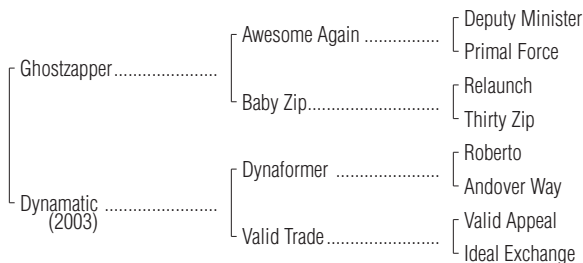 Deputy Minister
Awesome Again ..................
Primal Force
Ghostzapper........................
Relaunch
Baby Zip...............................
Thirty Zip
Roberto
Dynaformer ........................
Andover Way
Dynamatic ..........................
(2003)
Valid Appeal
Valid Trade..........................
Ideal Exchange